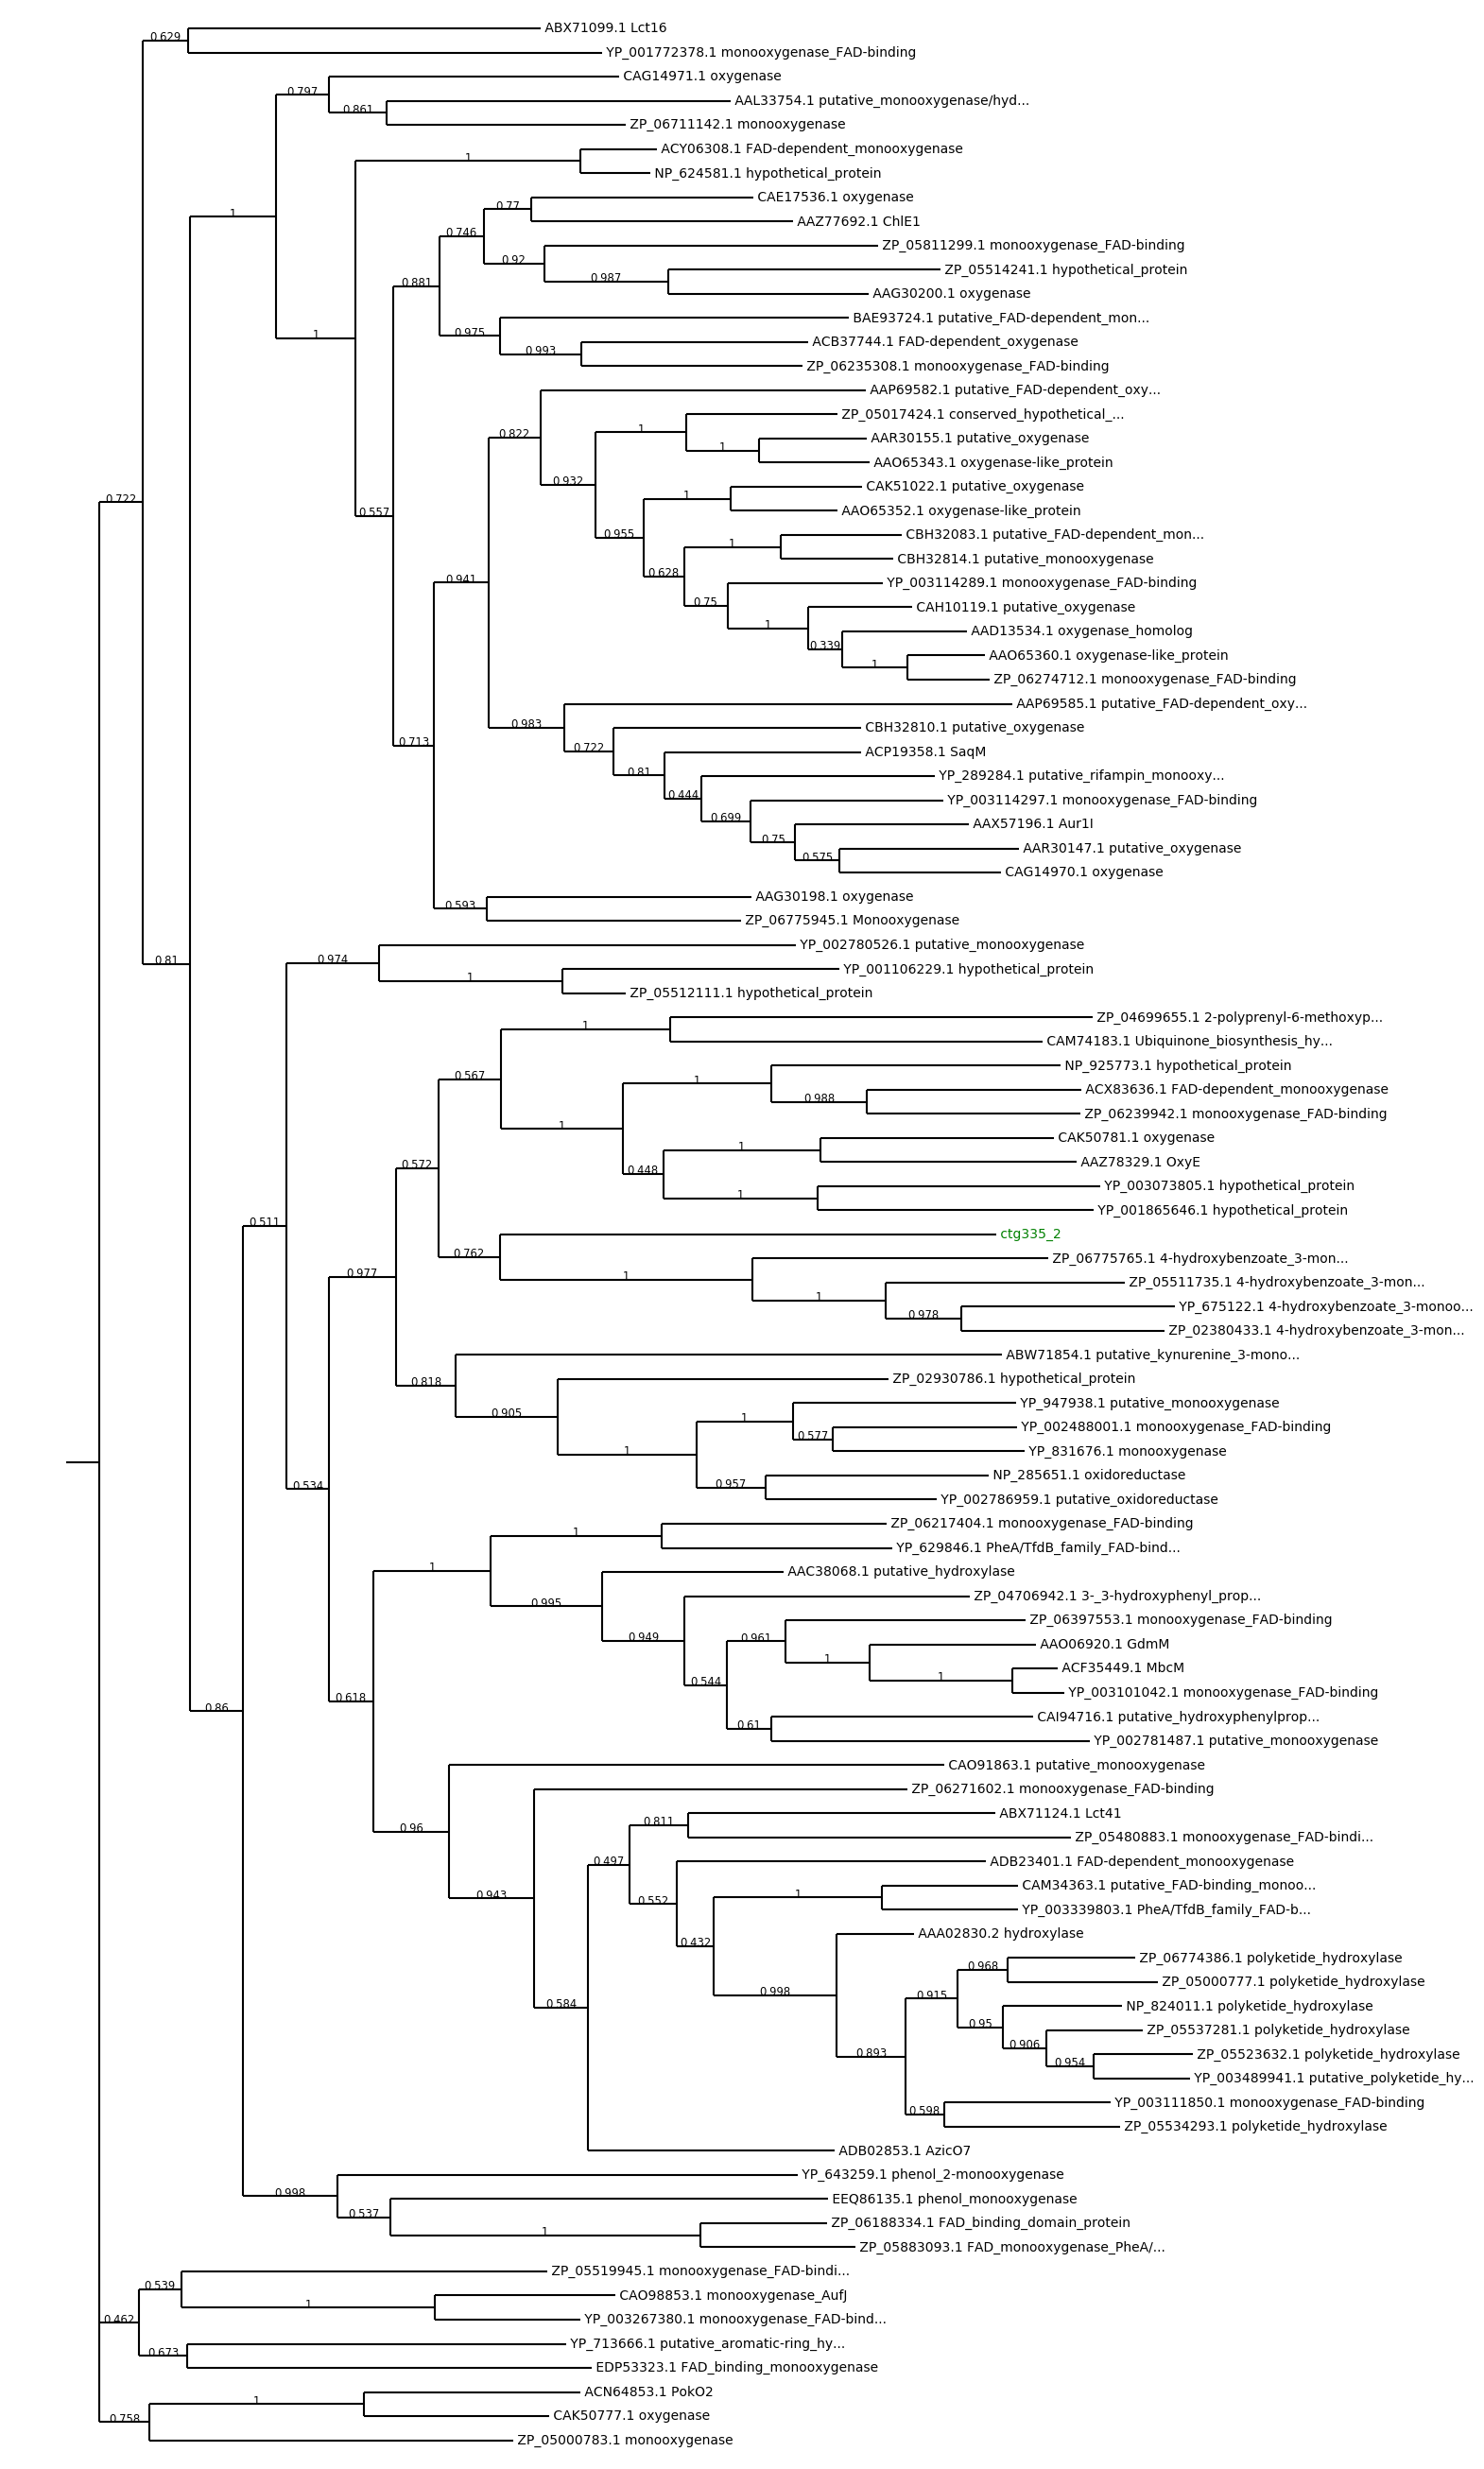 ABX71099.1 Lct16
0.629
YP_001772378.1 monooxygenase_FAD-binding
CAG14971.1 oxygenase
0.797
AAL33754.1 putative_monooxygenase/hyd...
0.861
ZP_06711142.1 monooxygenase
ACY06308.1 FAD-dependent_monooxygenase
1
NP_624581.1 hypothetical_protein
CAE17536.1 oxygenase
0.77
1
AAZ77692.1 ChlE1
0.746
ZP_05811299.1 monooxygenase_FAD-binding
0.92
ZP_05514241.1 hypothetical_protein
0.987
0.881
AAG30200.1 oxygenase
BAE93724.1 putative_FAD-dependent_mon...
0.975
1
ACB37744.1 FAD-dependent_oxygenase
0.993
ZP_06235308.1 monooxygenase_FAD-binding
AAP69582.1 putative_FAD-dependent_oxy...
ZP_05017424.1 conserved_hypothetical_...
1
0.822
AAR30155.1 putative_oxygenase
1
AAO65343.1 oxygenase-like_protein
0.932
CAK51022.1 putative_oxygenase
1
0.722
AAO65352.1 oxygenase-like_protein
0.557
0.955
CBH32083.1 putative_FAD-dependent_mon...
1
CBH32814.1 putative_monooxygenase
0.628
0.941
YP_003114289.1 monooxygenase_FAD-binding
0.75
CAH10119.1 putative_oxygenase
1
AAD13534.1 oxygenase_homolog
0.339
AAO65360.1 oxygenase-like_protein
1
ZP_06274712.1 monooxygenase_FAD-binding
AAP69585.1 putative_FAD-dependent_oxy...
0.983
CBH32810.1 putative_oxygenase
0.713
0.722
ACP19358.1 SaqM
0.81
YP_289284.1 putative_rifampin_monooxy...
0.444
YP_003114297.1 monooxygenase_FAD-binding
0.699
AAX57196.1 Aur1I
0.75
AAR30147.1 putative_oxygenase
0.575
CAG14970.1 oxygenase
AAG30198.1 oxygenase
0.593
ZP_06775945.1 Monooxygenase
YP_002780526.1 putative_monooxygenase
0.81
0.974
YP_001106229.1 hypothetical_protein
1
ZP_05512111.1 hypothetical_protein
ZP_04699655.1 2-polyprenyl-6-methoxyp...
1
CAM74183.1 Ubiquinone_biosynthesis_hy...
NP_925773.1 hypothetical_protein
0.567
1
ACX83636.1 FAD-dependent_monooxygenase
0.988
ZP_06239942.1 monooxygenase_FAD-binding
1
CAK50781.1 oxygenase
1
AAZ78329.1 OxyE
0.572
0.448
YP_003073805.1 hypothetical_protein
1
YP_001865646.1 hypothetical_protein
0.511
ctg335_2
0.762
ZP_06775765.1 4-hydroxybenzoate_3-mon...
0.977
1
ZP_05511735.1 4-hydroxybenzoate_3-mon...
1
YP_675122.1 4-hydroxybenzoate_3-monoo...
0.978
ZP_02380433.1 4-hydroxybenzoate_3-mon...
ABW71854.1 putative_kynurenine_3-mono...
0.818
ZP_02930786.1 hypothetical_protein
0.905
YP_947938.1 putative_monooxygenase
1
YP_002488001.1 monooxygenase_FAD-binding
0.577
1
YP_831676.1 monooxygenase
NP_285651.1 oxidoreductase
0.957
0.534
YP_002786959.1 putative_oxidoreductase
ZP_06217404.1 monooxygenase_FAD-binding
1
YP_629846.1 PheA/TfdB_family_FAD-bind...
1
AAC38068.1 putative_hydroxylase
0.995
ZP_04706942.1 3-_3-hydroxyphenyl_prop...
ZP_06397553.1 monooxygenase_FAD-binding
0.949
0.961
AAO06920.1 GdmM
1
ACF35449.1 MbcM
1
0.544
YP_003101042.1 monooxygenase_FAD-binding
0.618
0.86
CAI94716.1 putative_hydroxyphenylprop...
0.61
YP_002781487.1 putative_monooxygenase
CAO91863.1 putative_monooxygenase
ZP_06271602.1 monooxygenase_FAD-binding
ABX71124.1 Lct41
0.811
0.96
ZP_05480883.1 monooxygenase_FAD-bindi...
0.497
ADB23401.1 FAD-dependent_monooxygenase
CAM34363.1 putative_FAD-binding_monoo...
0.943
1
0.552
YP_003339803.1 PheA/TfdB_family_FAD-b...
AAA02830.2 hydroxylase
0.432
ZP_06774386.1 polyketide_hydroxylase
0.968
ZP_05000777.1 polyketide_hydroxylase
0.998
0.915
NP_824011.1 polyketide_hydroxylase
0.584
0.95
ZP_05537281.1 polyketide_hydroxylase
0.906
0.893
ZP_05523632.1 polyketide_hydroxylase
0.954
YP_003489941.1 putative_polyketide_hy...
YP_003111850.1 monooxygenase_FAD-binding
0.598
ZP_05534293.1 polyketide_hydroxylase
ADB02853.1 AzicO7
YP_643259.1 phenol_2-monooxygenase
0.998
EEQ86135.1 phenol_monooxygenase
0.537
ZP_06188334.1 FAD_binding_domain_protein
1
ZP_05883093.1 FAD_monooxygenase_PheA/...
ZP_05519945.1 monooxygenase_FAD-bindi...
0.539
CAO98853.1 monooxygenase_AufJ
1
0.462
YP_003267380.1 monooxygenase_FAD-bind...
YP_713666.1 putative_aromatic-ring_hy...
0.673
EDP53323.1 FAD_binding_monooxygenase
ACN64853.1 PokO2
1
CAK50777.1 oxygenase
0.758
ZP_05000783.1 monooxygenase